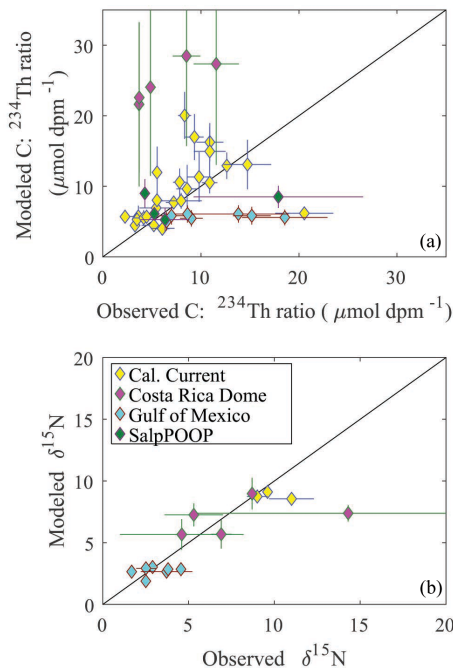 30
20
10
0
Modeled C: ²³⁴Th ratio
(μmol dpm ⁻¹)
(a)
0 10 20 30
Observed C: ²³⁴Th ratio ( μmol dpm ⁻¹)
20
15
10
5
0
Modeled δ¹⁵N
Cal. Current
Costa Rica Dome
Gulf of Mexico
SalpPOOP
(b)
0 5 10 15 20
Observed δ¹⁵N